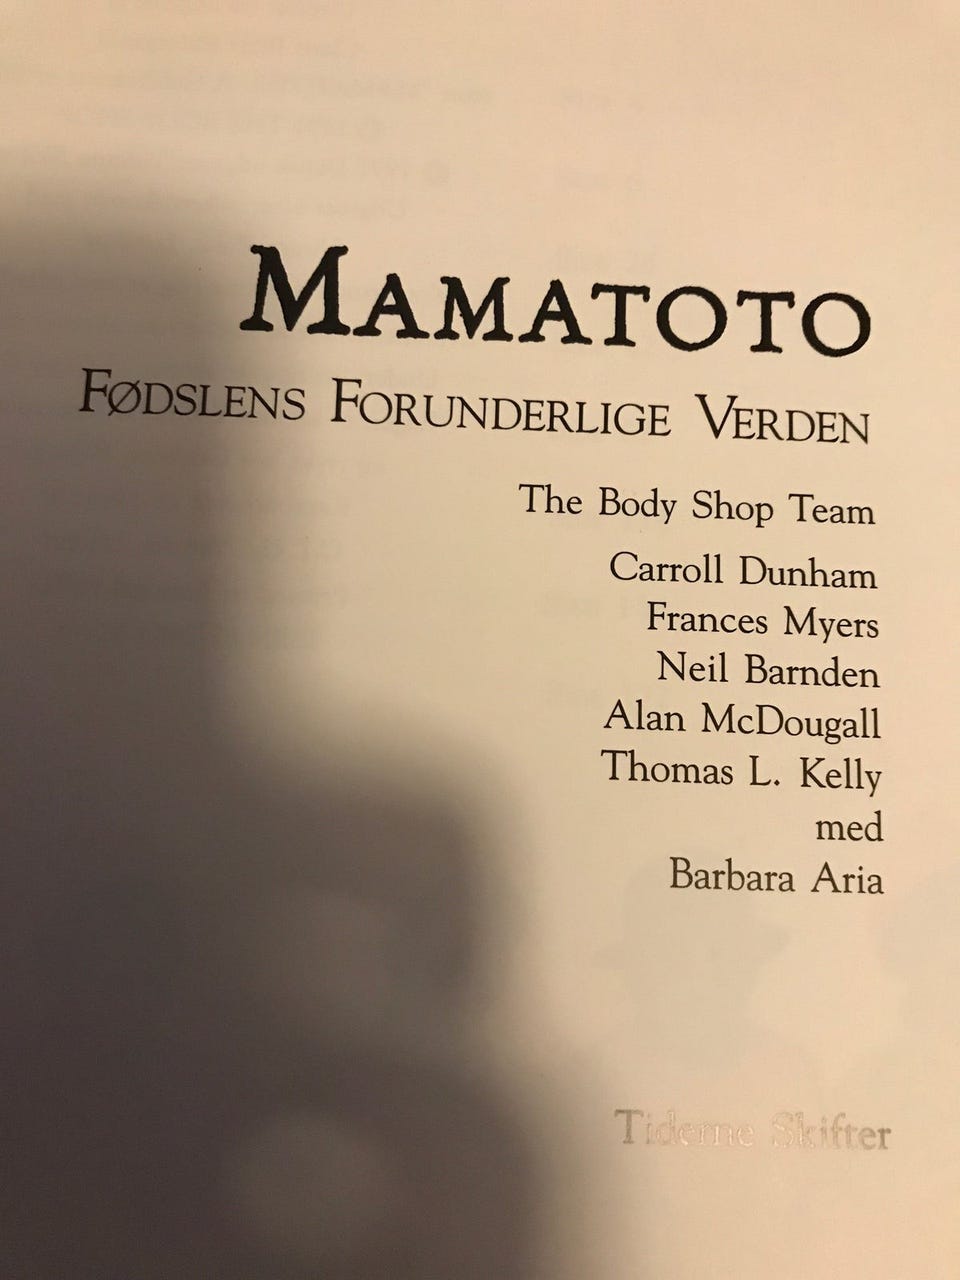 MAMATOTO
FØDSLENS FORUNDERLIGE VERDEN
The Body Shop Team
Carroll Dunham
Frances Myers
Neil Barnden
Alan McDougall
Thomas L. Kelly
med
Barbara Aria
Tiderne Skifter